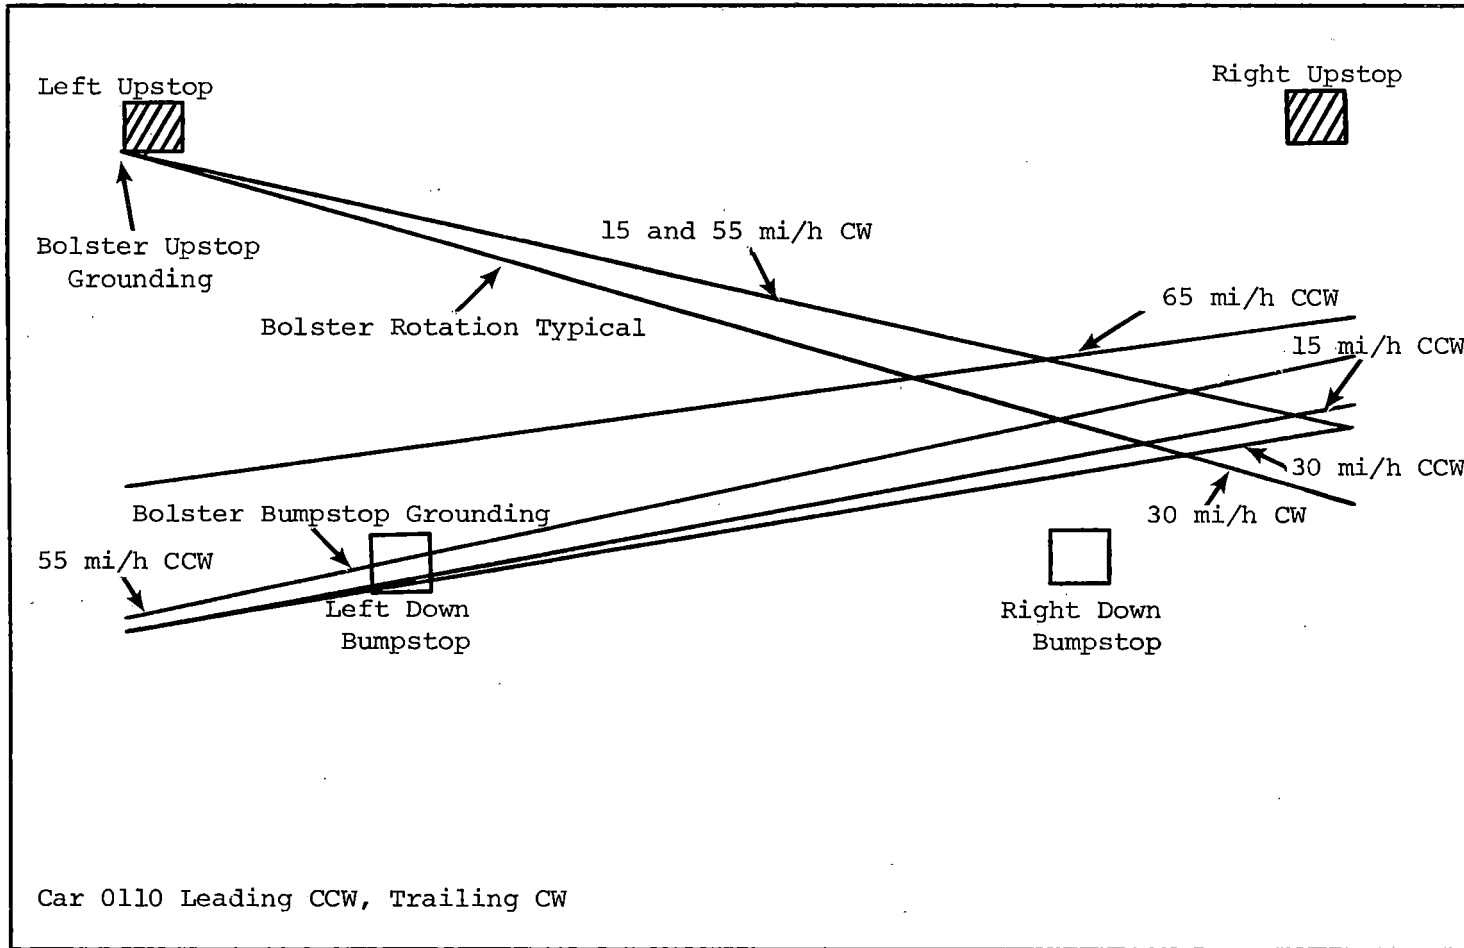 Left Upstop
Right Upstop
Bolster Upstop
Grounding
15 and 55 mi/h CW
Bolster Rotation Typical
65 mi/h CCW
15 mi/h CCW
30 mi/h CCW
30 mi/h CW
Bolster Bumpstop Grounding
55 mi/h CCW
Left Down
Bumpstop
Right Down
Bumpstop
Car 0110 Leading CCW, Trailing CW